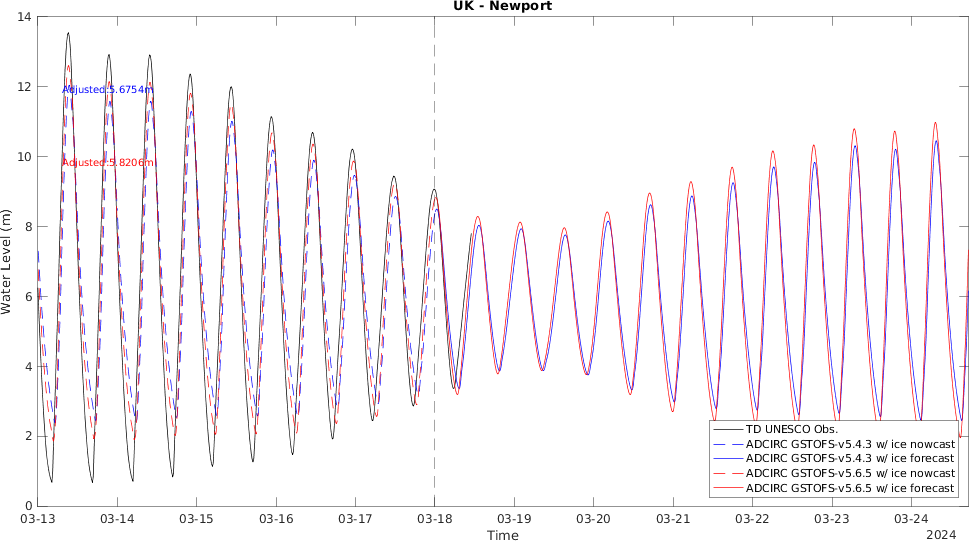 UK - Newport
14
12
10
8
6
4
2
0
Water Level (m)
Adjusted:5.6754m
Adjusted:5.8206m
TD UNESCO Obs.
ADCIRC GSTOFS-v5.4.3 w/ ice nowcast
ADCIRC GSTOFS-v5.4.3 w/ ice forecast
ADCIRC GSTOFS-v5.6.5 w/ ice nowcast
ADCIRC GSTOFS-v5.6.5 w/ ice forecast
03-13 03-14 03-15 03-16 03-17 03-18 03-19 03-20 03-21 03-22 03-23 03-24
Time
2024